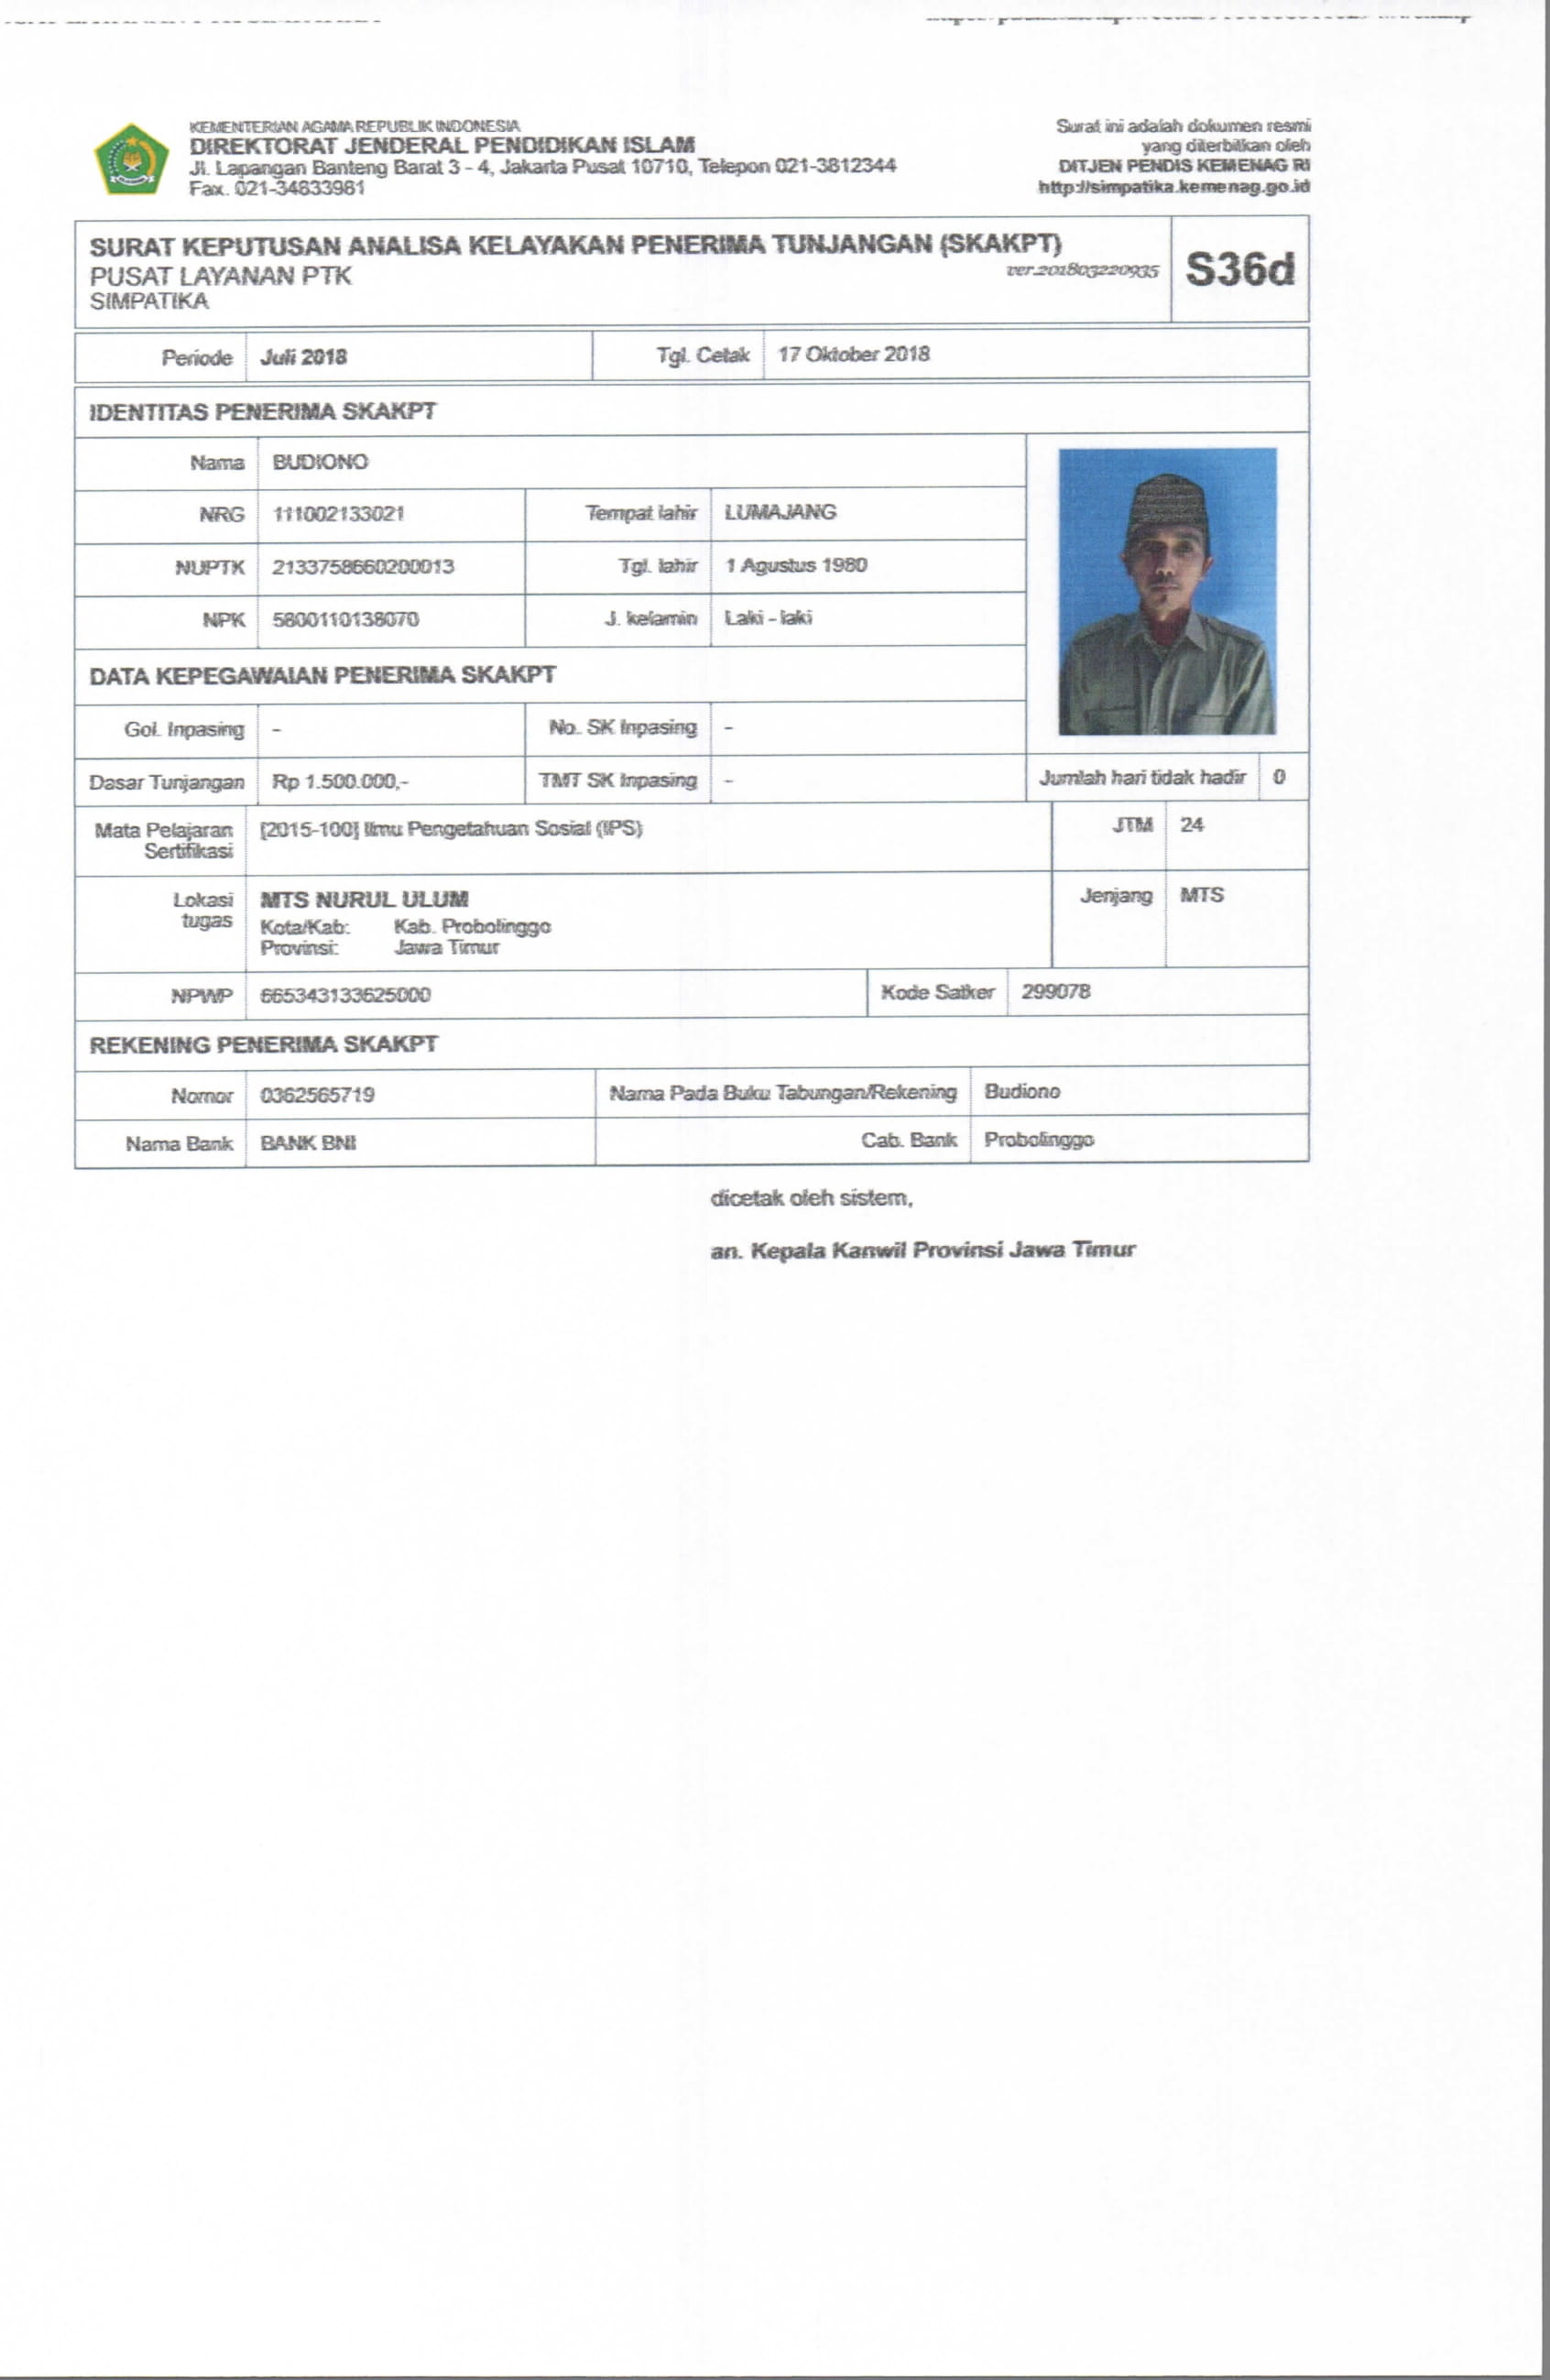 KEMENTERIAN AGAMA REPUBLIK INDONESIA
DIREKTORAT JENDERAL PENDIDIKAN ISLAM
Jl. Lapangan Banteng Barat 3 - 4, Jakarta Pusat 10710, Telepon 021-3812344
Fax. 021-34833981
Surat ini adalah dokumen resmi
yang diterbitkan oleh
DITJEN PENDIS KEMENAG RI
http://simpatika.kemenag.go.id
SURAT KEPUTUSAN ANALISA KELAYAKAN PENERIMA TUNJANGAN (SKAKPT)
PUSAT LAYANAN PTK ver.201803220935
SIMPATIKA
S36d
Periode Juli 2018 Tgl. Cetak 17 Oktober 2018
IDENTITAS PENERIMA SKAKPT
Nama BUDIONO
NRG 111002133021 Tempat lahir LUMAJANG
NUPTK 2133758660200013 Tgl. lahir 1 Agustus 1980
NPK 5800110138070 J. kelamin Laki - laki
DATA KEPEGAWAIAN PENERIMA SKAKPT
Gol. Inpasing - No. SK Inpasing -
Dasar Tunjangan Rp 1.500.000,- TMT SK Inpasing - Jumlah hari tidak hadir 0
Mata Pelajaran [2015-100] Ilmu Pengetahuan Sosial (IPS) JTM 24
Sertifikasi
Lokasi MTS NURUL ULUM Jenjang MTS
tugas Kota/Kab: Kab. Probolinggo
Provinsi: Jawa Timur
NPWP 665343133625000 Kode Satker 299078
REKENING PENERIMA SKAKPT
Nomor 0362565719 Nama Pada Buku Tabungan/Rekening Budiono
Nama Bank BANK BNI Cab. Bank Probolinggo
dicetak oleh sistem,
an. Kepala Kanwil Provinsi Jawa Timur